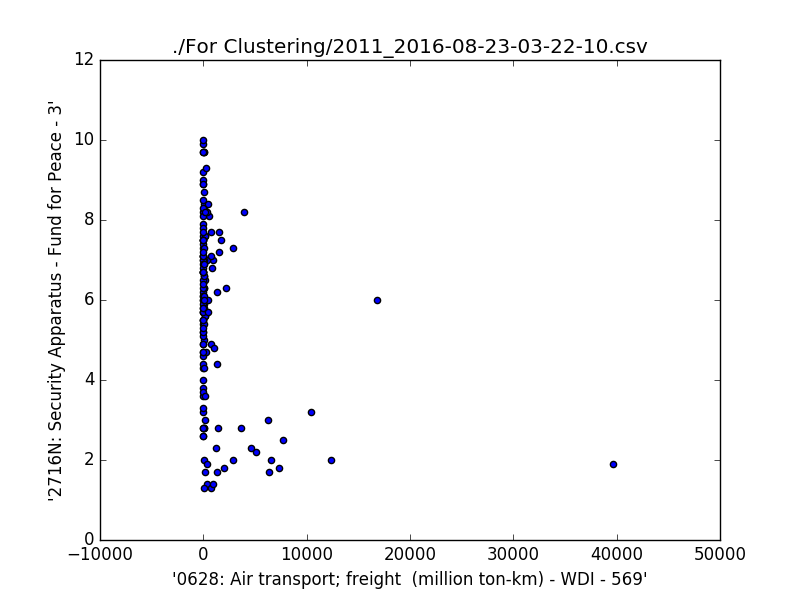 ./For Clustering/2011_2016-08-23-03-22-10.csv
'2716N: Security Apparatus - Fund for Peace - 3'
12
10
8
6
4
2
0
−10000 0 10000 20000 30000 40000 50000
'0628: Air transport; freight  (million ton-km) - WDI - 569'